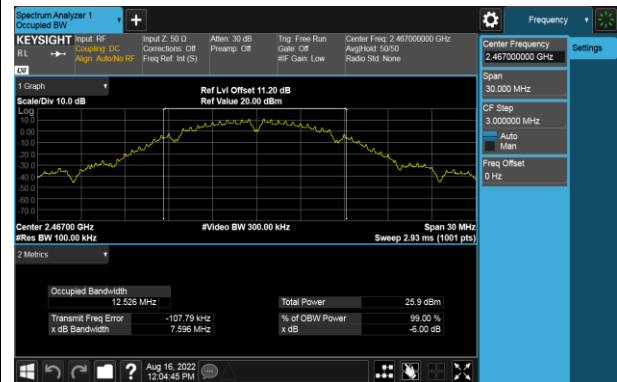 Spectrum Analyzer 1
Occupied BW
Frequency
KEYSIGHT
RL
LXI
Input: RF
Coupling: DC
Align: Auto/No RF
Input Z: 50 Ω
Corrections: Off
Freq Ref: Int (S)
Atten: 30 dB
Preamp: Off
Trig: Free Run
Gate: Off
#IF Gain: Low
Center Freq: 2.467000000 GHz
Avg|Hold: 50/50
Radio Std: None
Center Frequency
2.467000000 GHz
Settings
Span
30.000 MHz
CF Step
3.000000 MHz
Auto
Man
Freq Offset
0 Hz
1 Graph
Scale/Div 10.0 dB
Ref Lvl Offset 11.20 dB
Ref Value 20.00 dBm
Log
10.0
0.00
-10.0
-20.0
-30.0
-40.0
-50.0
-60.0
-70.0
Center 2.46700 GHz
#Res BW 100.00 kHz
#Video BW 300.00 kHz
Span 30 MHz
Sweep 2.93 ms (1001 pts)
2 Metrics
Occupied Bandwidth
12.526 MHz
Total Power 25.9 dBm
Transmit Freq Error -107.79 kHz
% of OBW Power 99.00 %
x dB Bandwidth 7.596 MHz
x dB -6.00 dB
?
Aug 16, 2022
12:04:45 PM